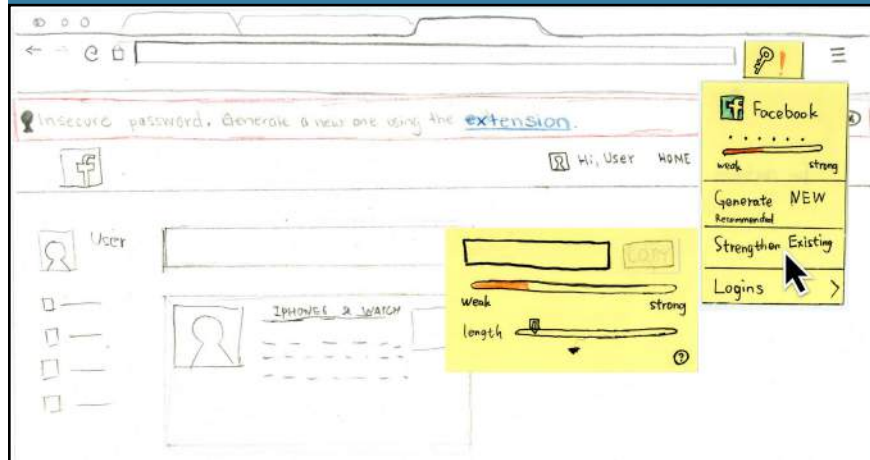 Insecure password. Generate a new one using the extension.
Facebook
weak strong
Hi, User HOME
Generate NEW
Recommended
Strengthen Existing
Logins >
User
COPY
weak strong
length
?
IPHONES & WATCH